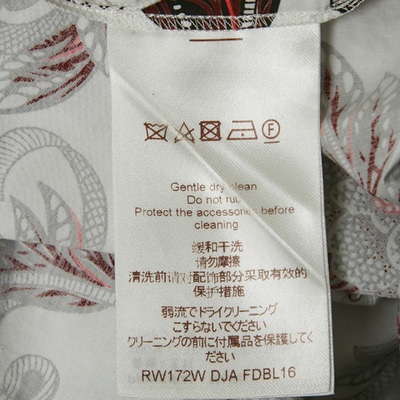 F
Gentle dry clean
Do not rub
Protect the accessories before
cleaning
缓和干洗
请勿摩擦
清洗前请对配饰部分采取有效的
保护措施
弱流でドライクリーニング
こすらないでください
クリーニングの前に付属品を保護してく
ださい
RW172W DJA FDBL16